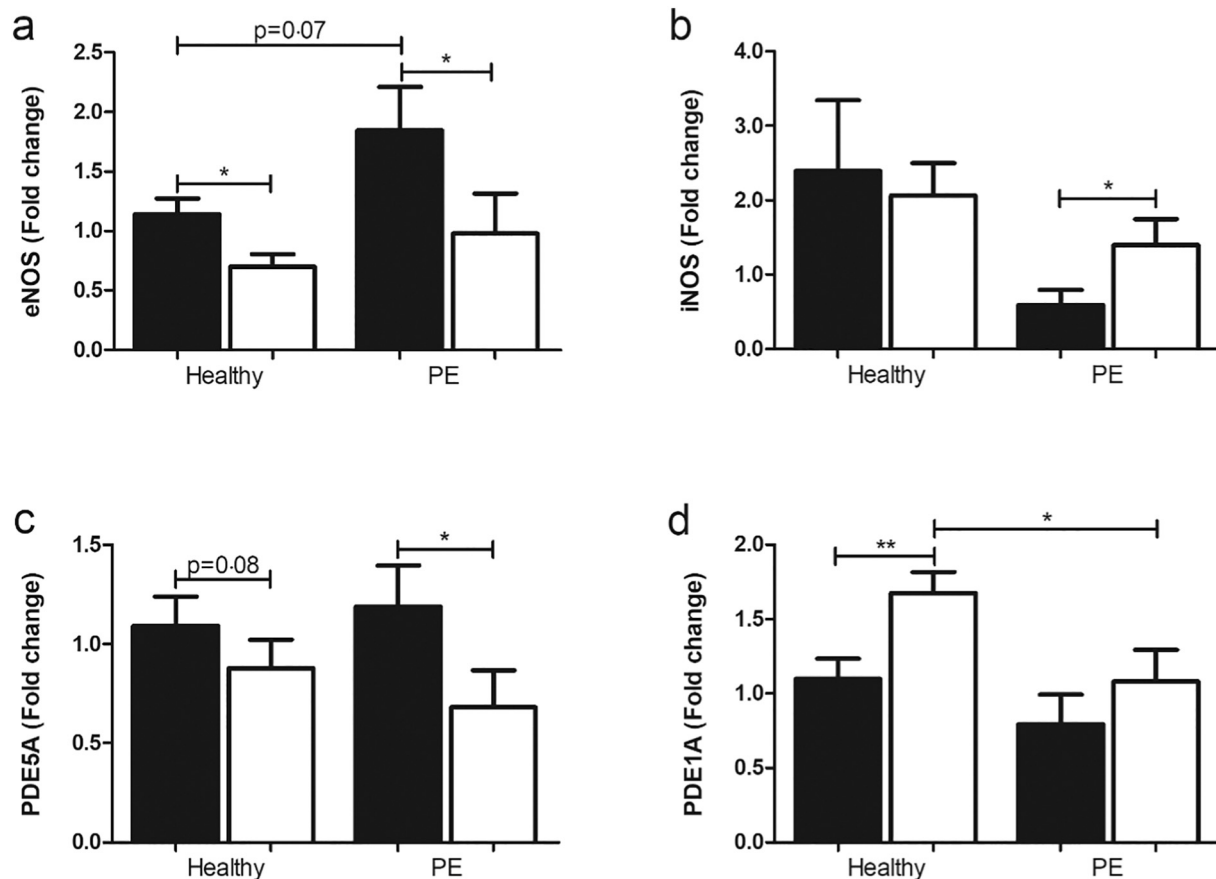 a
p=0·07
*
*
eNOS (Fold change)
2.5
2.0
1.5
1.0
0.5
0.0
Healthy
PE
b
*
iNOS (Fold change)
4.0
3.0
2.0
1.0
0.0
Healthy
PE
c
p=0·08
*
PDE5A (Fold change)
1.5
1.0
0.5
0.0
Healthy
PE
d
**
*
PDE1A (Fold change)
2.0
1.5
1.0
0.5
0.0
Healthy
PE